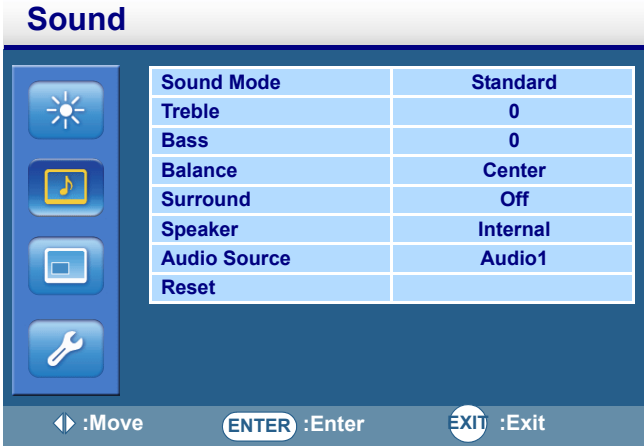 Sound
Sound Mode Standard
Treble 0
Bass 0
Balance Center
Surround Off
Speaker Internal
Audio Source Audio1
Reset
:Move ENTER :Enter EXIT :Exit